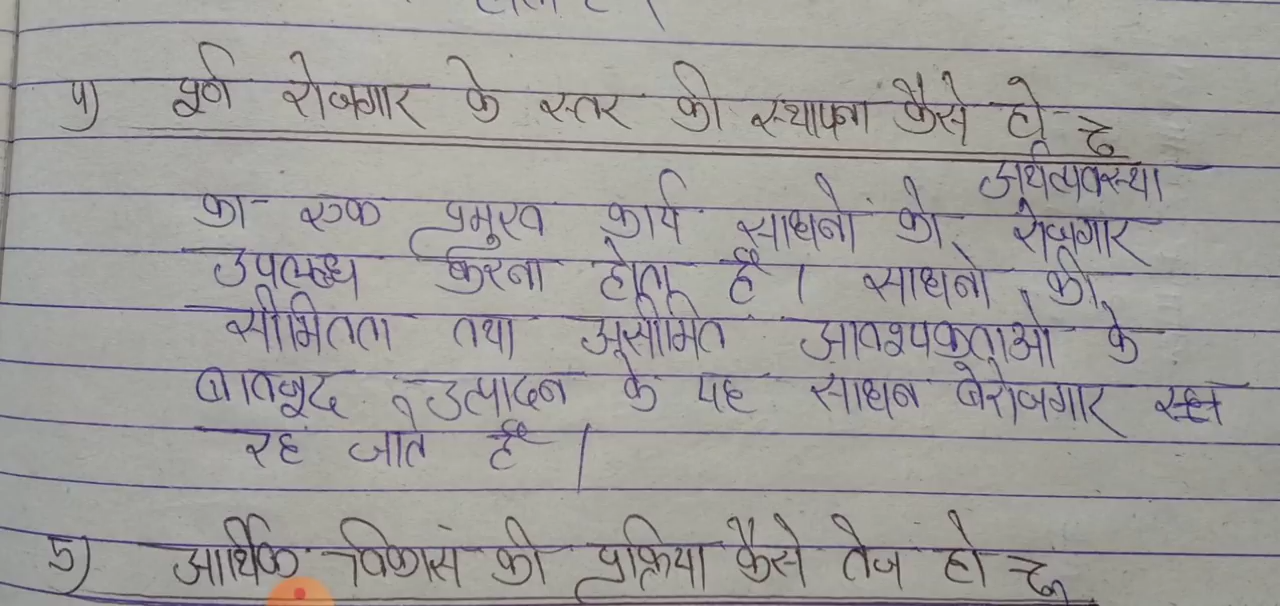 4) पूर्ण रोजगार के स्तर की स्थापना कैसे हो ?
अर्थव्यवस्था
का एक प्रमुख कार्य साधनों को रोजगार
उपलब्ध करना होता है । साधनो की
सीमितता तथा असीमित आवश्यकताओ के
बावजूद उत्पादन के यह साधन बेरोजगार
रह जाते है ।
5) आर्थिक विकास की प्रक्रिया कैसे तेज हो ?